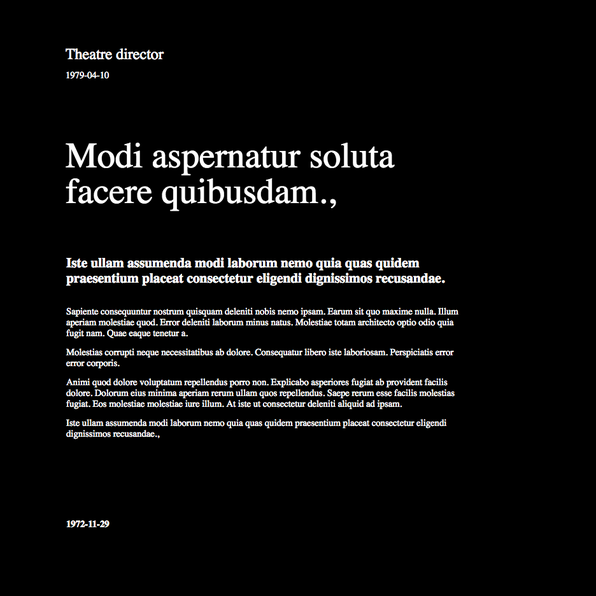 Theatre director
1979-04-10
Modi aspernatur soluta
facere quibusdam.,
Iste ullam assumenda modi laborum nemo quia quas quidem
praesentium placeat consectetur eligendi dignissimos recusandae.
Sapiente consequuntur nostrum quisquam deleniti nobis nemo ipsam. Earum sit quo maxime nulla. Illum
aperiam molestiae quod. Error deleniti laborum minus natus. Molestiae totam architecto optio odio quia
fugit nam. Quae eaque tenetur a.
Molestias corrupti neque necessitatibus ab dolore. Consequatur libero iste laboriosam. Perspiciatis error
error corporis.
Animi quod dolore voluptatum repellendus porro non. Explicabo asperiores fugiat ab provident facilis
dolore. Dolorum eius minima aperiam rerum ullam quos repellendus. Saepe rerum esse facilis molestias
fugiat. Eos molestiae molestiae iure illum. At iste ut consectetur deleniti aliquid ad ipsam.
Iste ullam assumenda modi laborum nemo quia quas quidem praesentium placeat consectetur eligendi
dignissimos recusandae.,
1972-11-29